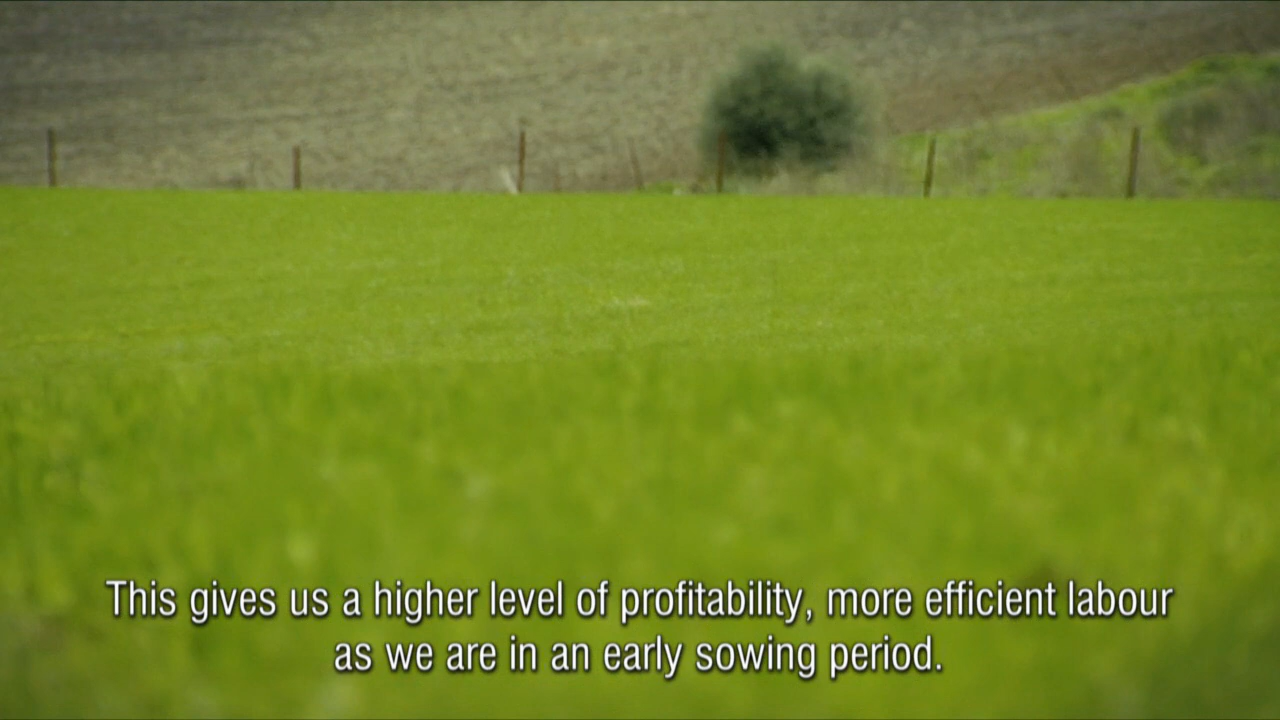 This gives us a higher level of profitability, more efficient labour
as we are in an early sowing period.